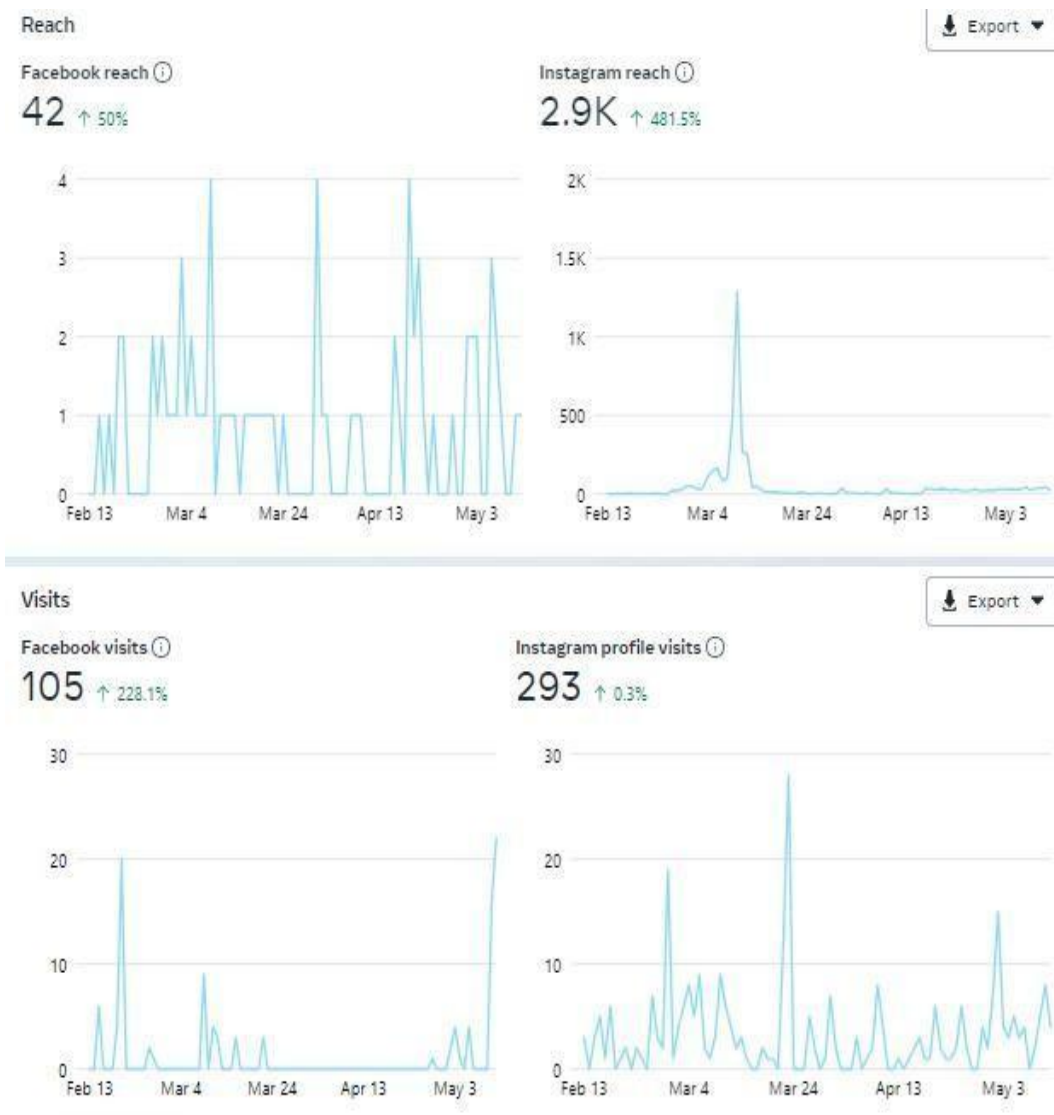 Reach
Export
Facebook reach
42 ↑ 50%
Instagram reach
2.9K ↑ 481.5%
4
3
2
1
0
Feb 13 Mar 4 Mar 24 Apr 13 May 3
2K
1.5K
1K
500
0
Feb 13 Mar 4 Mar 24 Apr 13 May 3
Visits
Export
Facebook visits
105 ↑ 228.1%
Instagram profile visits
293 ↑ 0.3%
30
20
10
0
Feb 13 Mar 4 Mar 24 Apr 13 May 3
30
20
10
0
Feb 13 Mar 4 Mar 24 Apr 13 May 3